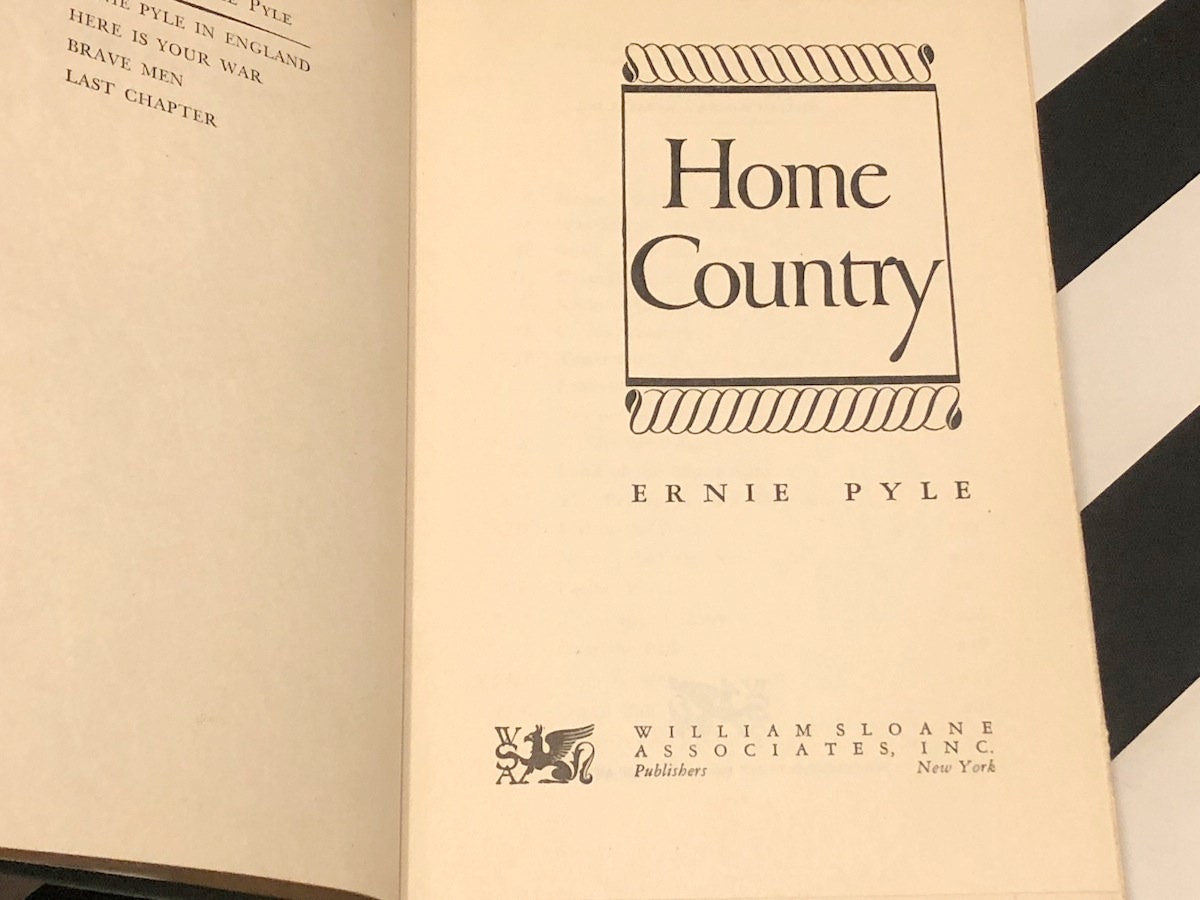 PYLE
PYLE IN ENGLAND
HERE IS YOUR WAR
BRAVE MEN
LAST CHAPTER
Home
Country
ERNIE PYLE
WSA
WILLIAM SLOANE
ASSOCIATES, INC.
Publishers New York